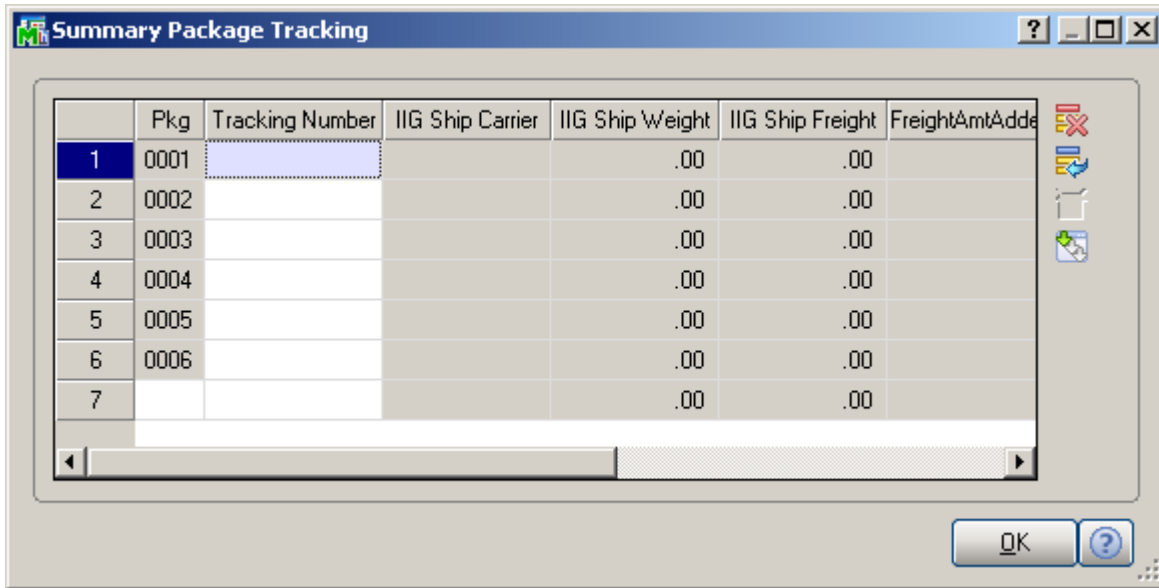 Summary Package Tracking
Pkg Tracking Number IIG Ship Carrier IIG Ship Weight IIG Ship Freight FreightAmtAdde
1 0001 .00 .00
2 0002 .00 .00
3 0003 .00 .00
4 0004 .00 .00
5 0005 .00 .00
6 0006 .00 .00
7 .00 .00
OK ?